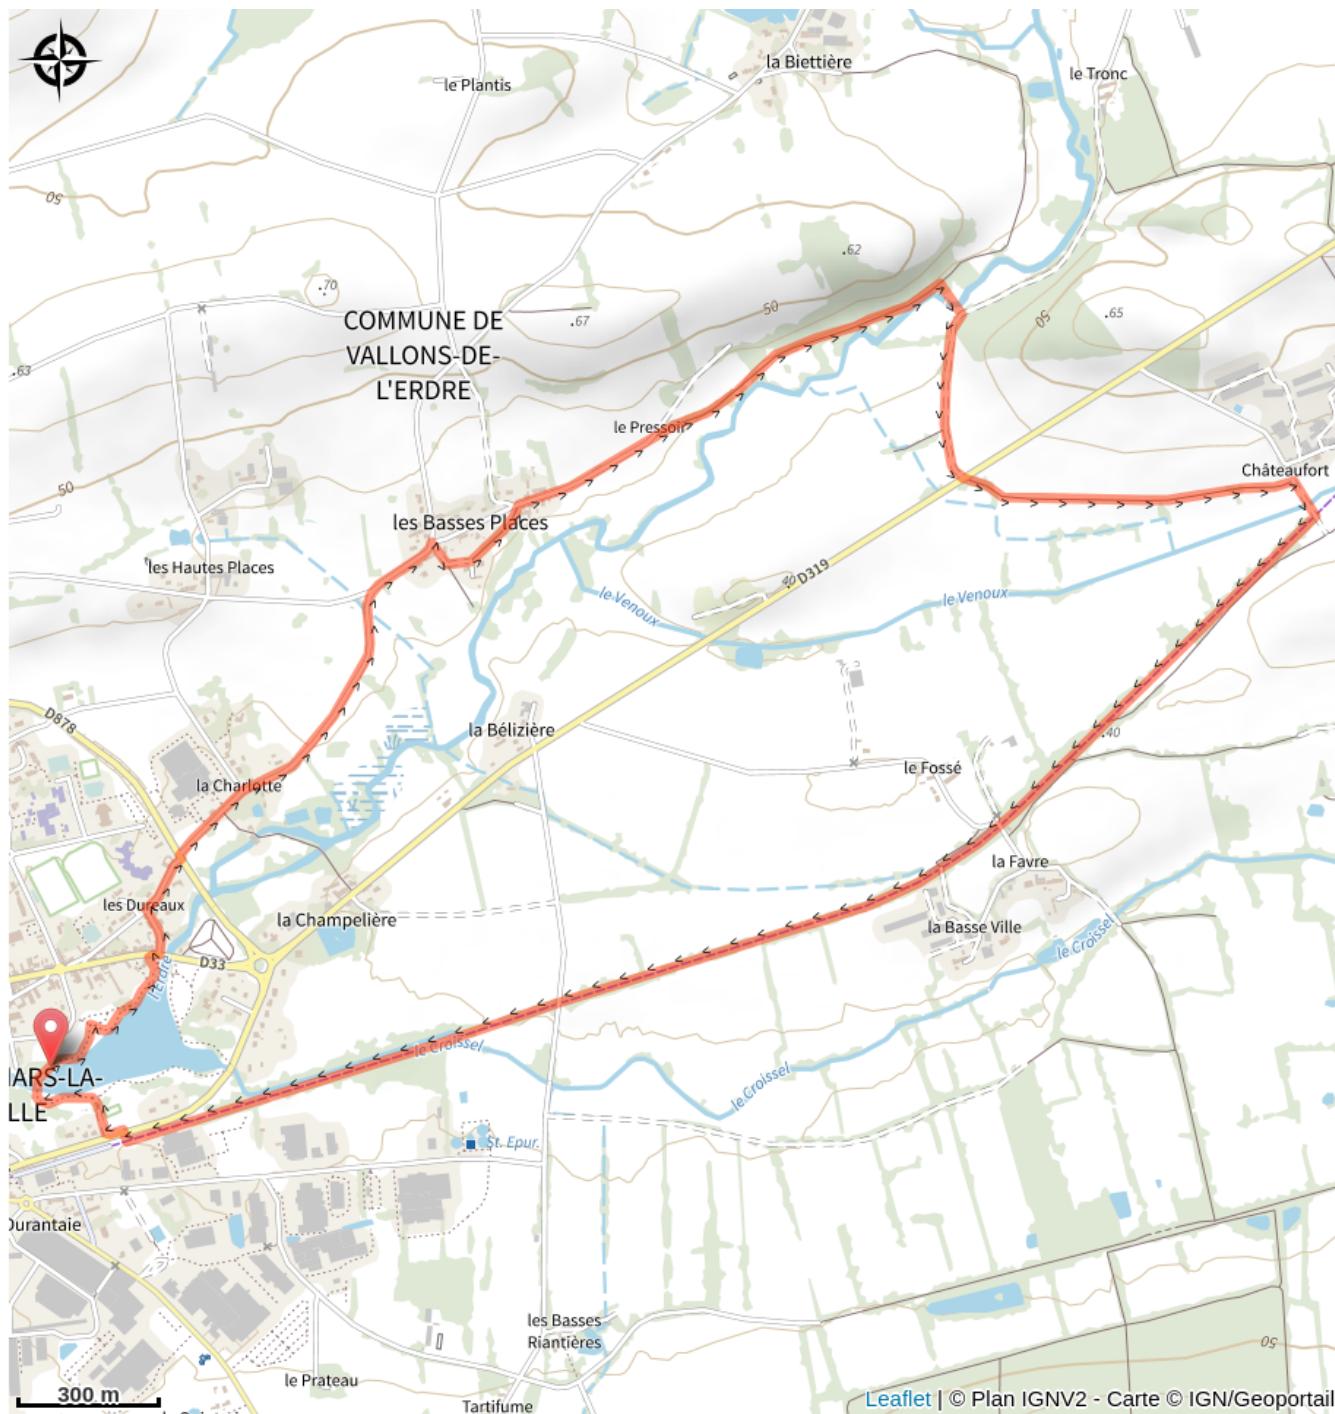 la Biettière
le Tronc
le Plantis
50
62
70
50
65
50
67
COMMUNE DE
VALLONS-DE-
L'ERDRE
63
le Pressoir
Châteaufort
50
les Basses Places
les Hautes Places
40
D319
le Venoux
le Venoux
D878
la Bélizière
40
le Fossé
la Charlotte
la Favre
les Dureaux
la Champelière
la Basse Ville
le Croissel
D33
l'Erdre
le Croissel
IARS-LA-
LLE
le Croissel
St. Epur.
Durantaie
les Basses
Riantières
50
le Prateau
300 m
Tartifume
Leaflet | © Plan IGNV2 - Carte © IGN/Geoportail